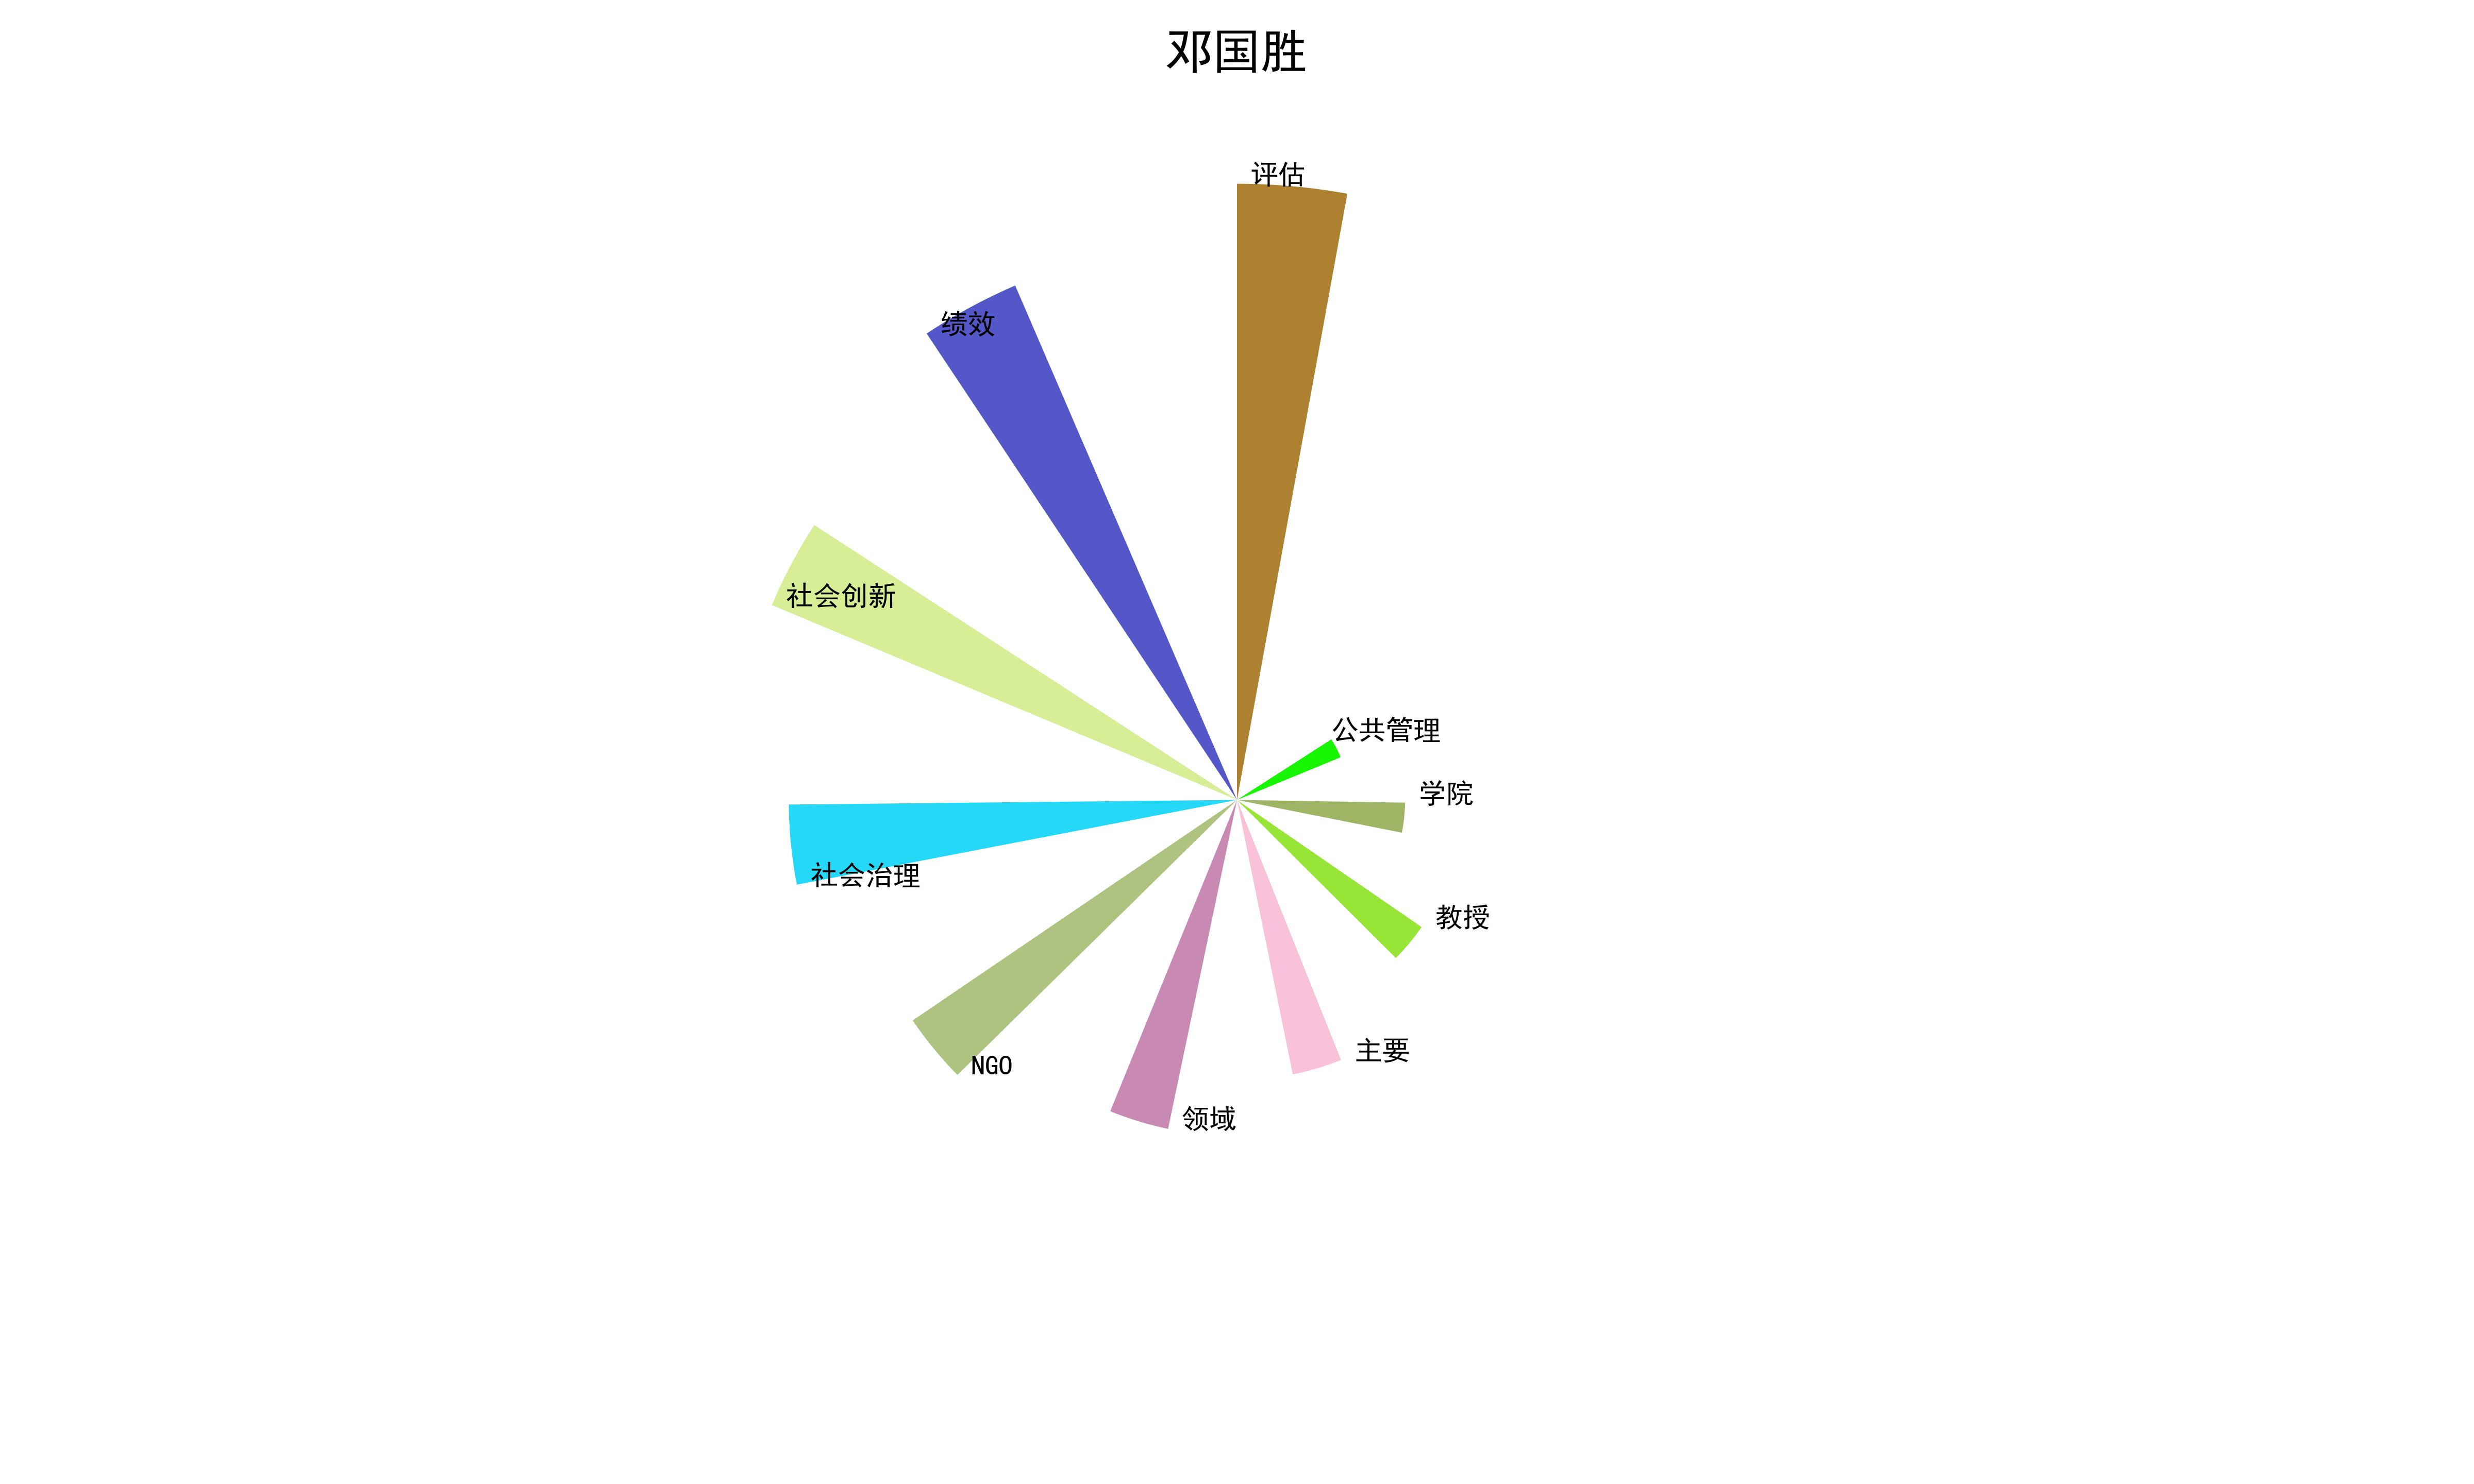 邓国胜
评估
绩效
社会创新
公共管理
学院
社会治理
教授
主要
NGO
领域